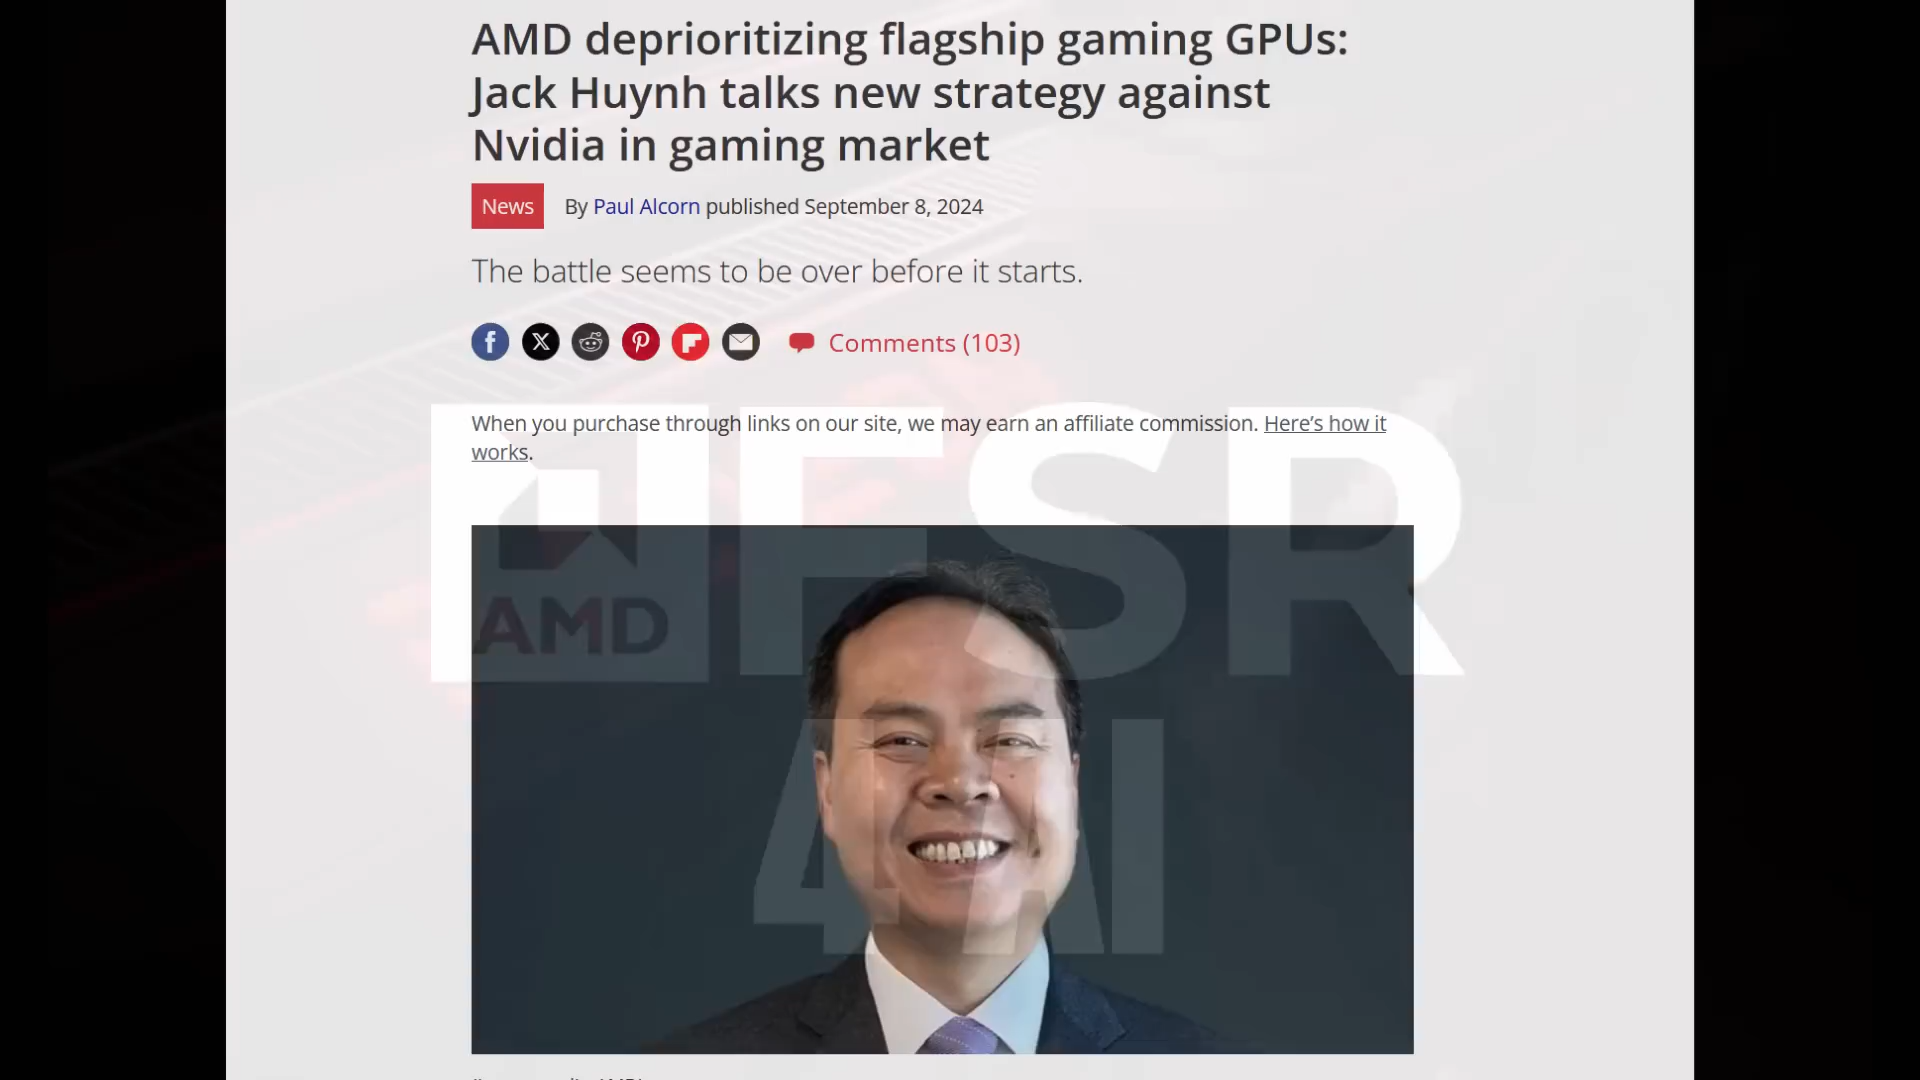 AMD deprioritizing flagship gaming GPUs:
Jack Huynh talks new strategy against
Nvidia in gaming market
News By Paul Alcorn published September 8, 2024
The battle seems to be over before it starts.
Comments (103)
When you purchase through links on our site, we may earn an affiliate commission. Here’s how it
works.
FSR
AMD
4 AI